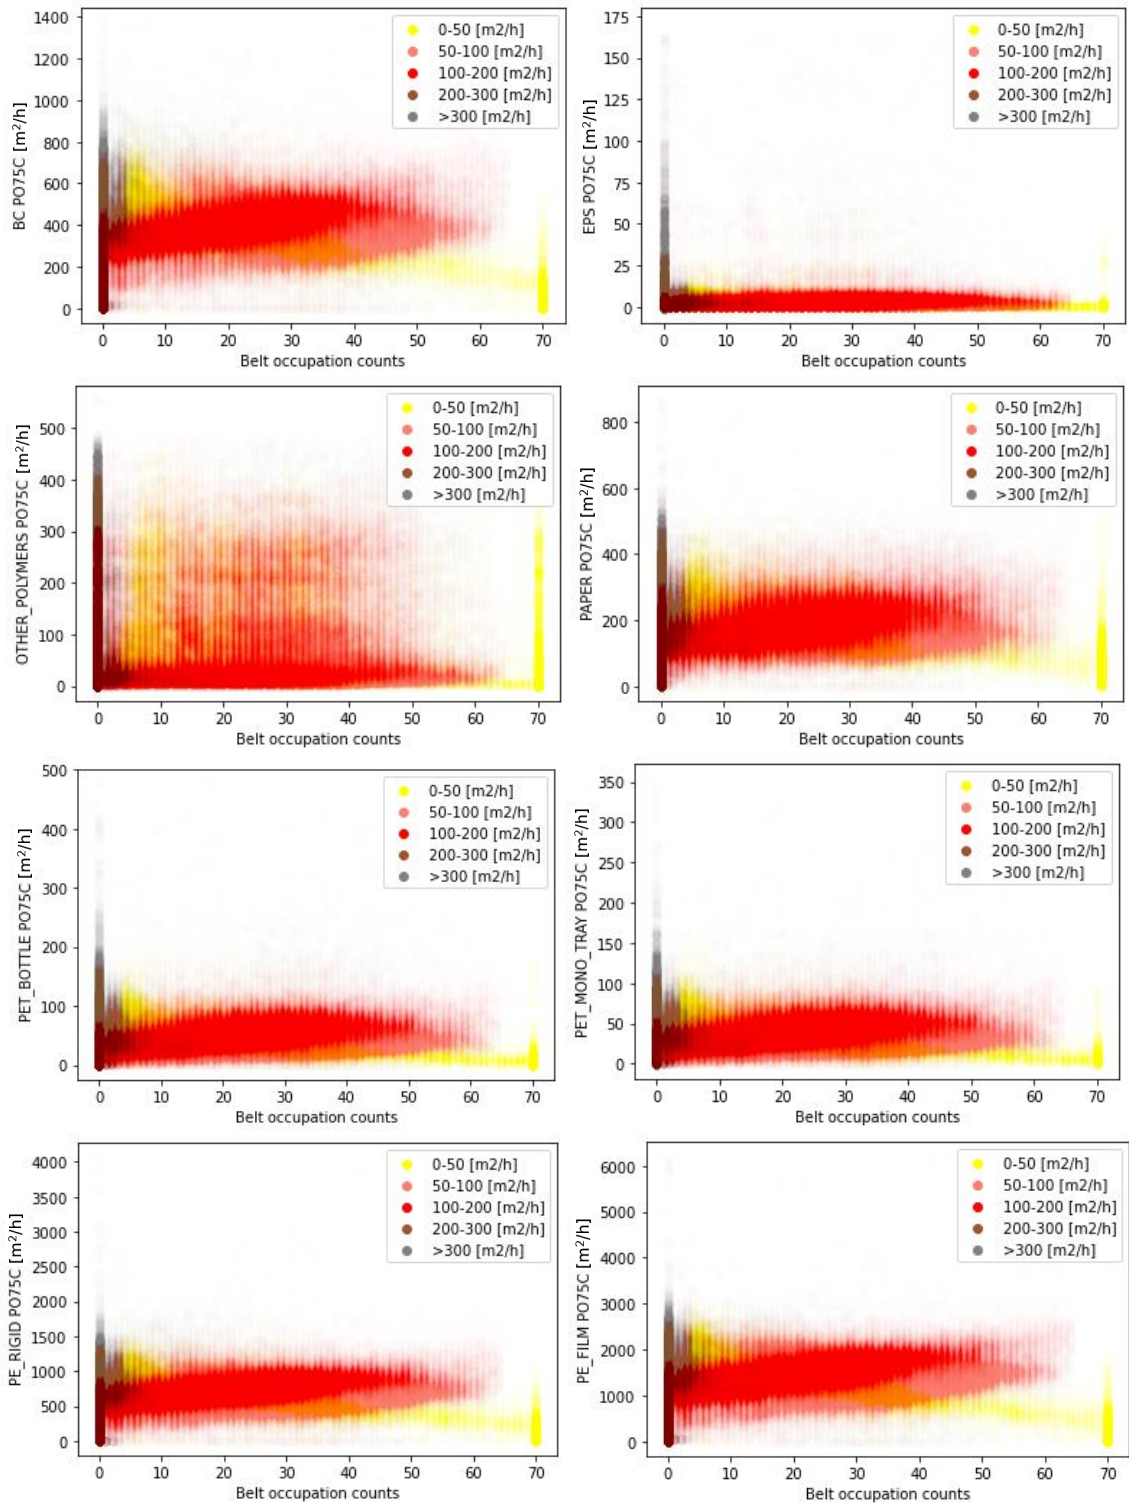 BC PO75C [m²/h]
1400
1200
1000
800
600
400
200
0
0-50 [m2/h]
50-100 [m2/h]
100-200 [m2/h]
200-300 [m2/h]
>300 [m2/h]
0 10 20 30 40 50 60 70
Belt occupation counts
EPS PO75C [m²/h]
175
150
125
100
75
50
25
0
0-50 [m2/h]
50-100 [m2/h]
100-200 [m2/h]
200-300 [m2/h]
>300 [m2/h]
0 10 20 30 40 50 60 70
Belt occupation counts
OTHER_POLYMERS PO75C [m²/h]
500
400
300
200
100
0
0-50 [m2/h]
50-100 [m2/h]
100-200 [m2/h]
200-300 [m2/h]
>300 [m2/h]
0 10 20 30 40 50 60 70
Belt occupation counts
PAPER PO75C [m²/h]
800
600
400
200
0
0-50 [m2/h]
50-100 [m2/h]
100-200 [m2/h]
200-300 [m2/h]
>300 [m2/h]
0 10 20 30 40 50 60 70
Belt occupation counts
PET_BOTTLE PO75C [m²/h]
500
400
300
200
100
0
0-50 [m2/h]
50-100 [m2/h]
100-200 [m2/h]
200-300 [m2/h]
>300 [m2/h]
0 10 20 30 40 50 60 70
Belt occupation counts
PET_MONO_TRAY PO75C [m²/h]
350
300
250
200
150
100
50
0
0-50 [m2/h]
50-100 [m2/h]
100-200 [m2/h]
200-300 [m2/h]
>300 [m2/h]
0 10 20 30 40 50 60 70
Belt occupation counts
PE_RIGID PO75C [m²/h]
4000
3500
3000
2500
2000
1500
1000
500
0
0-50 [m2/h]
50-100 [m2/h]
100-200 [m2/h]
200-300 [m2/h]
>300 [m2/h]
0 10 20 30 40 50 60 70
Belt occupation counts
PE_FILM PO75C [m²/h]
6000
5000
4000
3000
2000
1000
0
0-50 [m2/h]
50-100 [m2/h]
100-200 [m2/h]
200-300 [m2/h]
>300 [m2/h]
0 10 20 30 40 50 60 70
Belt occupation counts